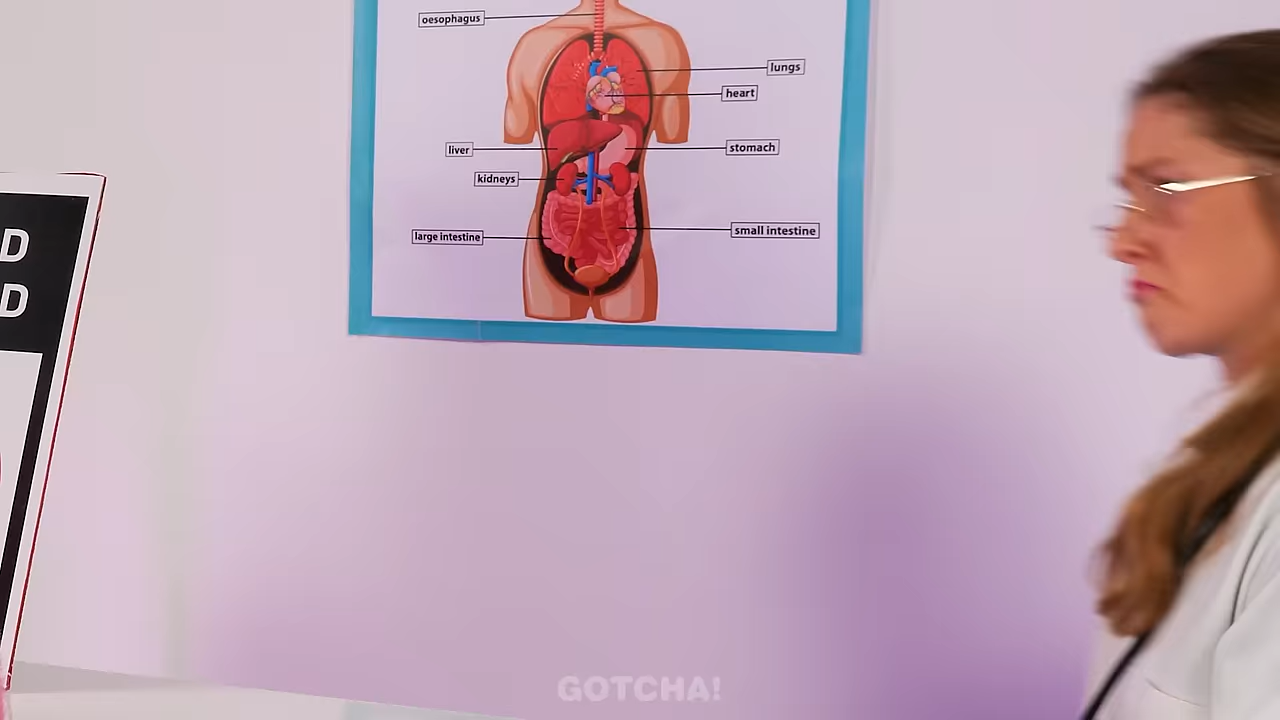 oesophagus
lungs
heart
liver
stomach
kidneys
large intestine
small intestine
D
D
GOTCHA!